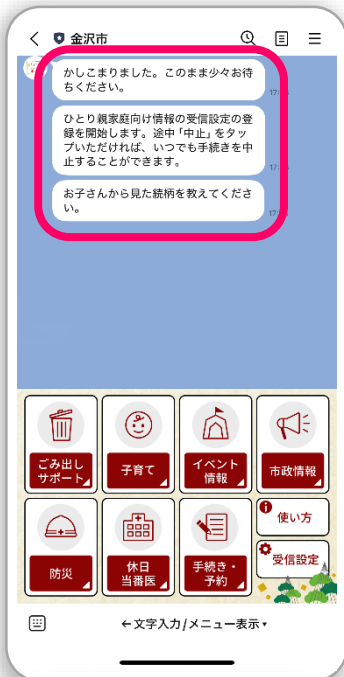 金沢市
かしこまりました。このまま少々お待
ちください。
ひとり親家庭向け情報の受信設定の登
録を開始します。途中「中止」をタッ
プいただければ、いつでも手続きを中
止することができます。
お子さんから見た続柄を教えてくださ
い。
ごみ出し
サポート
子育て
イベント
情報
市政情報
防災
休日
当番医
手続き・
予約
使い方
受信設定
←文字入力/メニュー表示▾